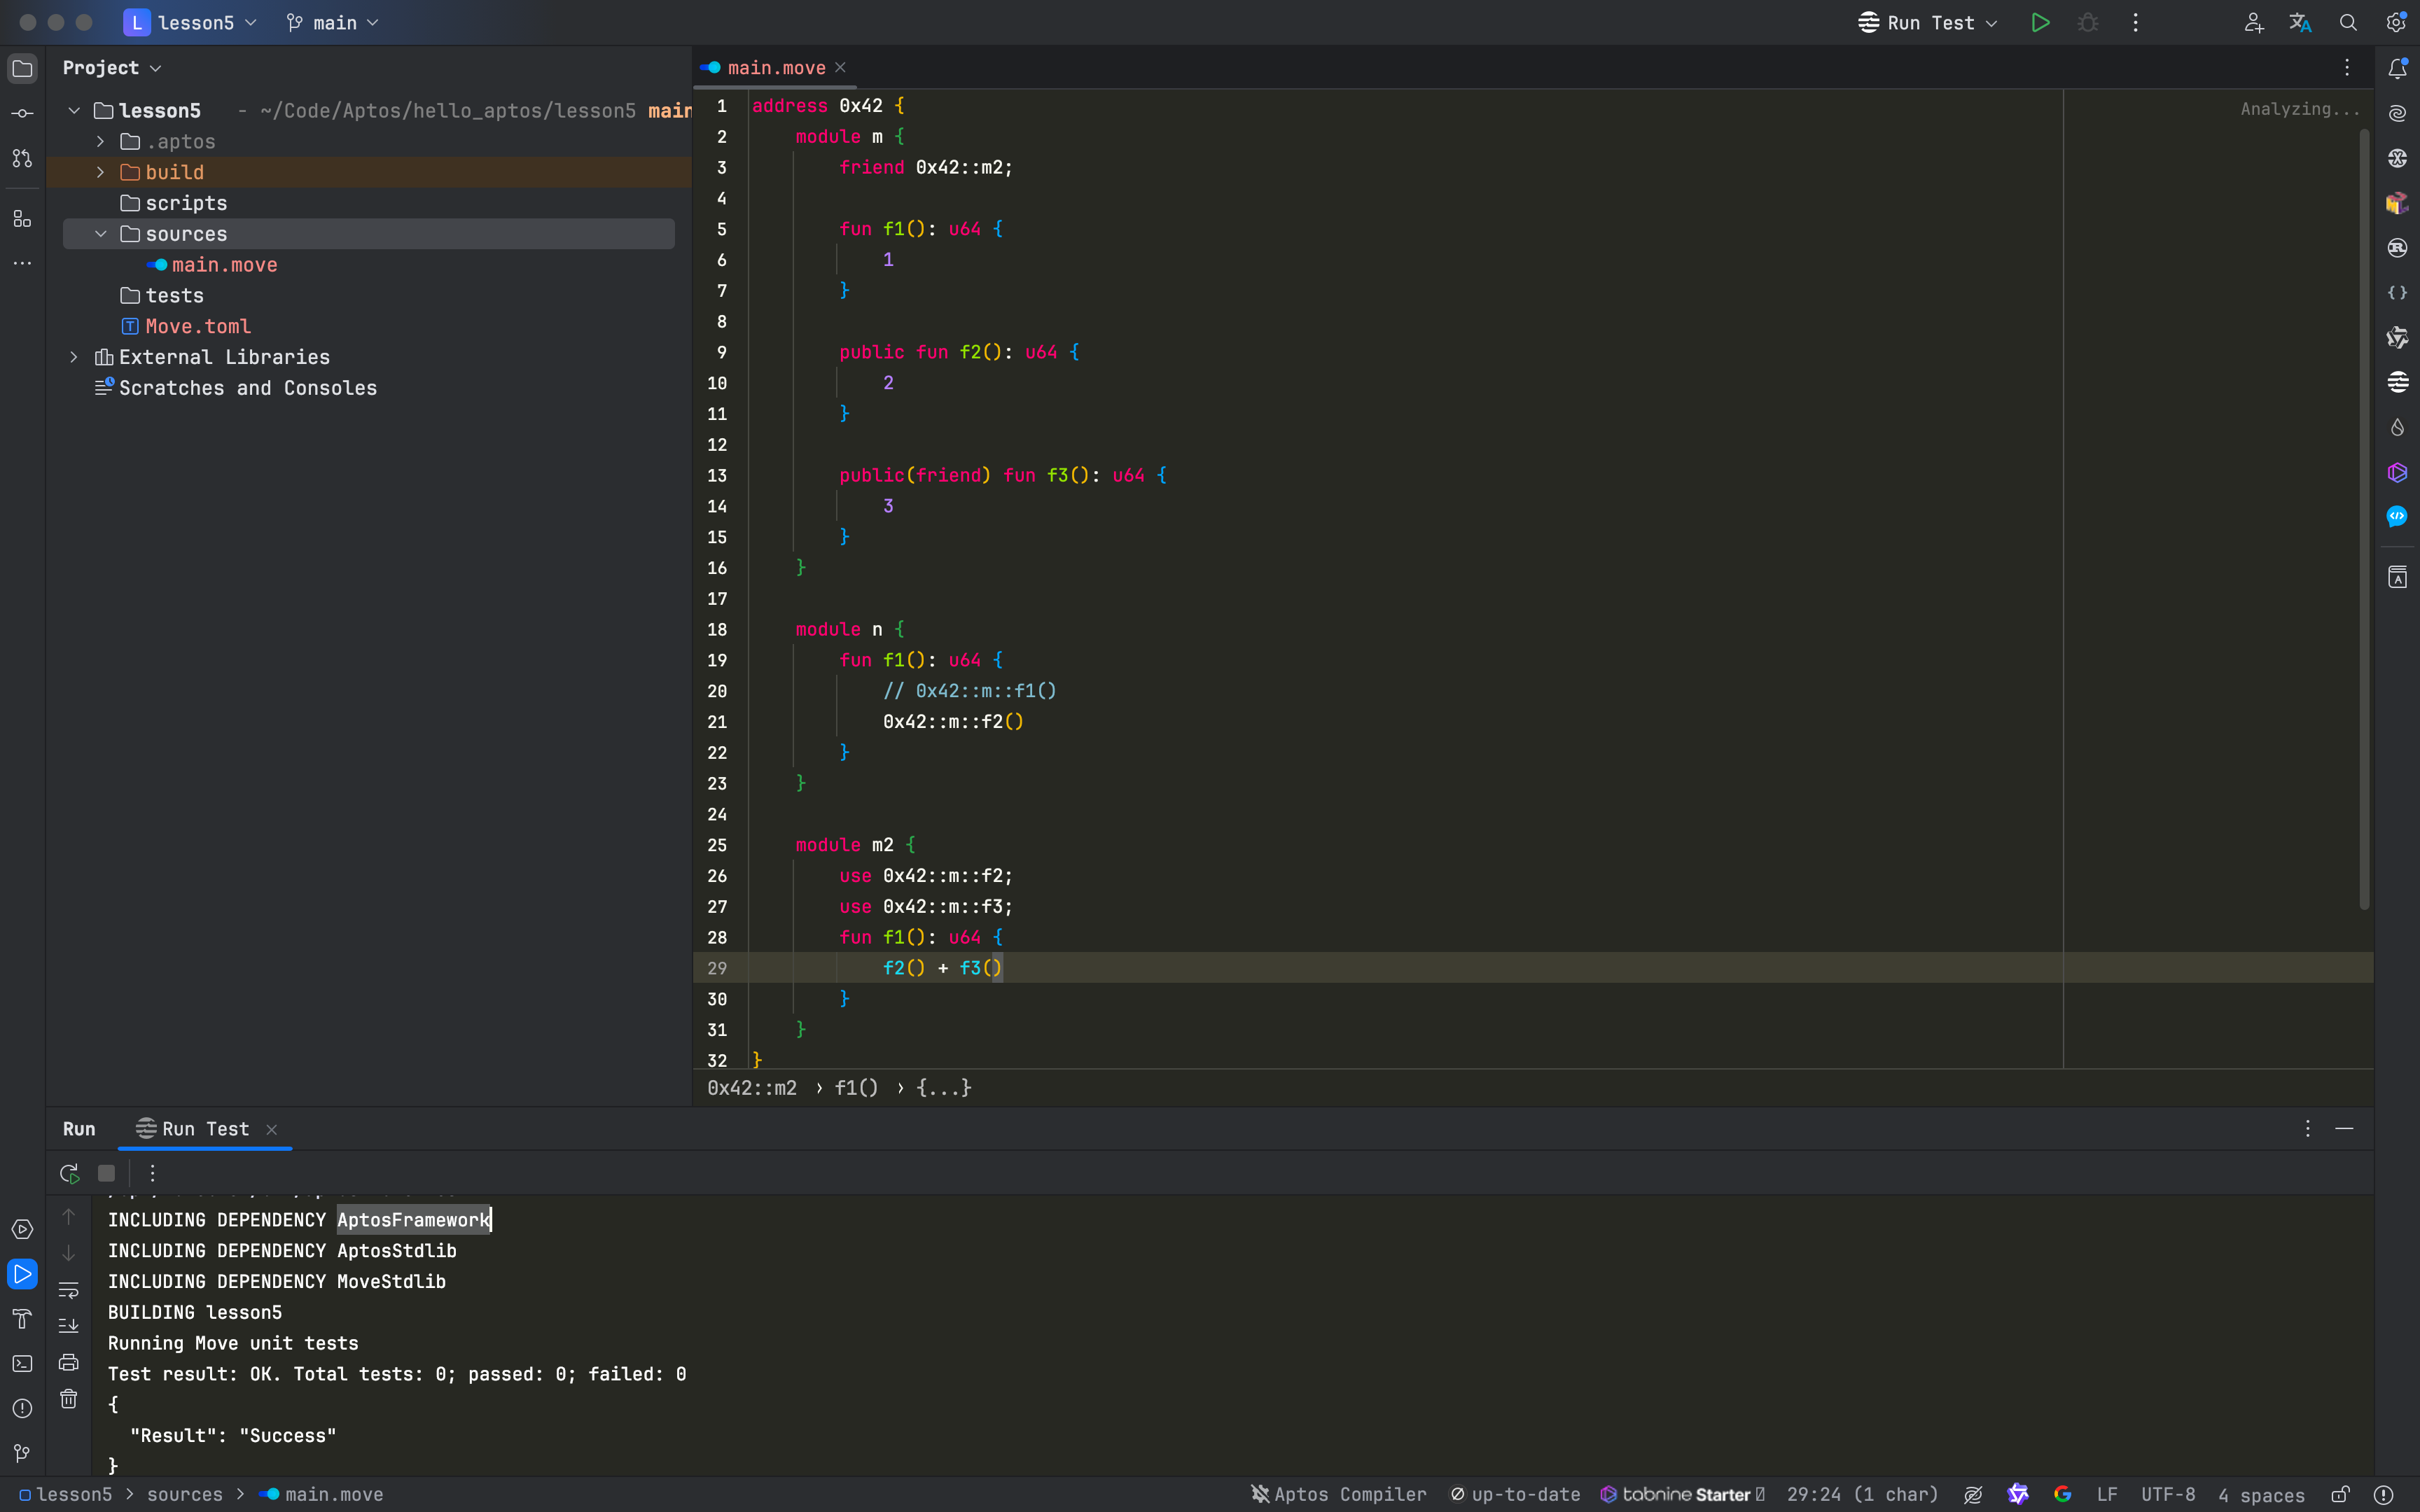 L lesson5 main Run Test
Project
main.move
lesson5 - ~/Code/Aptos/hello_aptos/lesson5 main
.aptos
build
scripts
sources
main.move
tests
Move.toml
External Libraries
Scratches and Consoles
Analyzing...
1 address 0x42 {
2     module m {
3         friend 0x42::m2;
4
5         fun f1(): u64 {
6             1
7         }
8
9         public fun f2(): u64 {
10             2
11         }
12
13         public(friend) fun f3(): u64 {
14             3
15         }
16     }
17
18     module n {
19         fun f1(): u64 {
20             // 0x42::m::f1()
21             0x42::m::f2()
22         }
23     }
24
25     module m2 {
26         use 0x42::m::f2;
27         use 0x42::m::f3;
28         fun f1(): u64 {
29             f2() + f3()
30         }
31     }
32 }
0x42::m2 › f1() › {...}
Run Run Test
INCLUDING DEPENDENCY AptosFramework
INCLUDING DEPENDENCY AptosStdlib
INCLUDING DEPENDENCY MoveStdlib
BUILDING lesson5
Running Move unit tests
Test result: OK. Total tests: 0; passed: 0; failed: 0
{
  "Result": "Success"
}
lesson5 > sources > main.move Aptos Compiler up-to-date tabnine Starter 29:24 (1 char) LF UTF-8 4 spaces